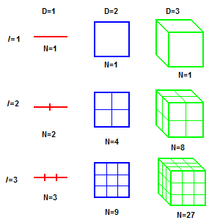 D=1 D=2 D=3
l=1
N=1 N=1 N=1
l=2
N=2 N=4 N=8
l=3
N=3 N=9 N=27